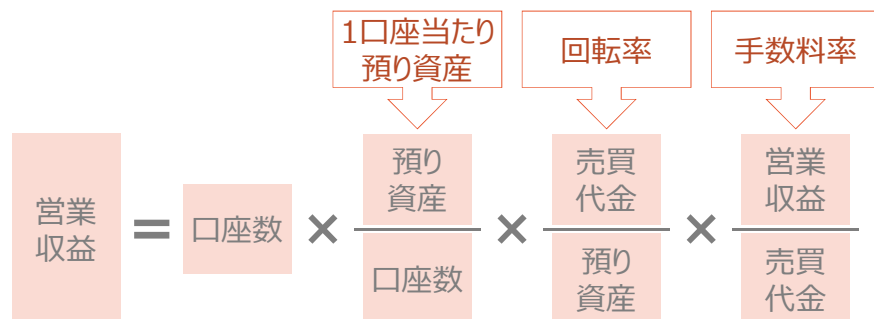 1口座当たり
預り資産
回転率
手数料率
営業
収益
=
口座数
×
預り
資産
口座数
×
売買
代金
預り
資産
×
営業
収益
売買
代金